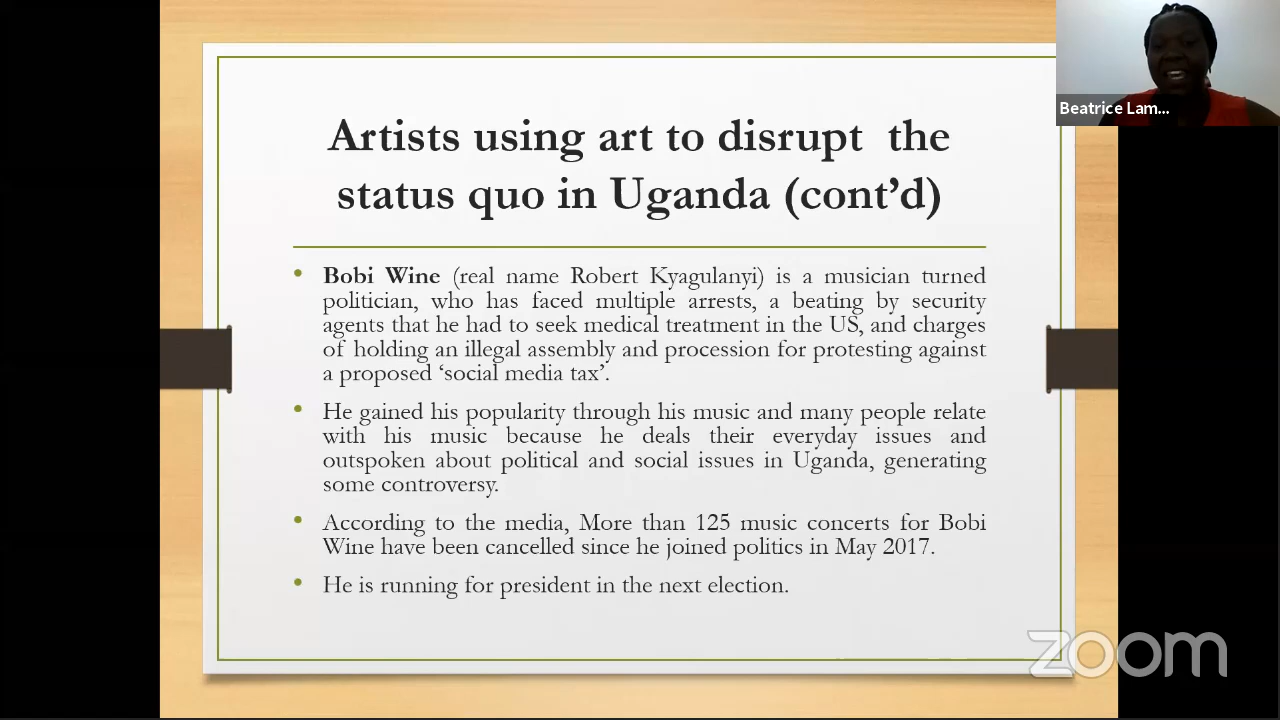 Artists using art to disrupt the
status quo in Uganda (cont’d)
• Bobi Wine (real name Robert Kyagulanyi) is a musician turned
politician, who has faced multiple arrests, a beating by security
agents that he had to seek medical treatment in the US, and charges
of holding an illegal assembly and procession for protesting against
a proposed ‘social media tax’.
• He gained his popularity through his music and many people relate
with his music because he deals their everyday issues and
outspoken about political and social issues in Uganda, generating
some controversy.
• According to the media, More than 125 music concerts for Bobi
Wine have been cancelled since he joined politics in May 2017.
• He is running for president in the next election.
Beatrice Lam...
zoom